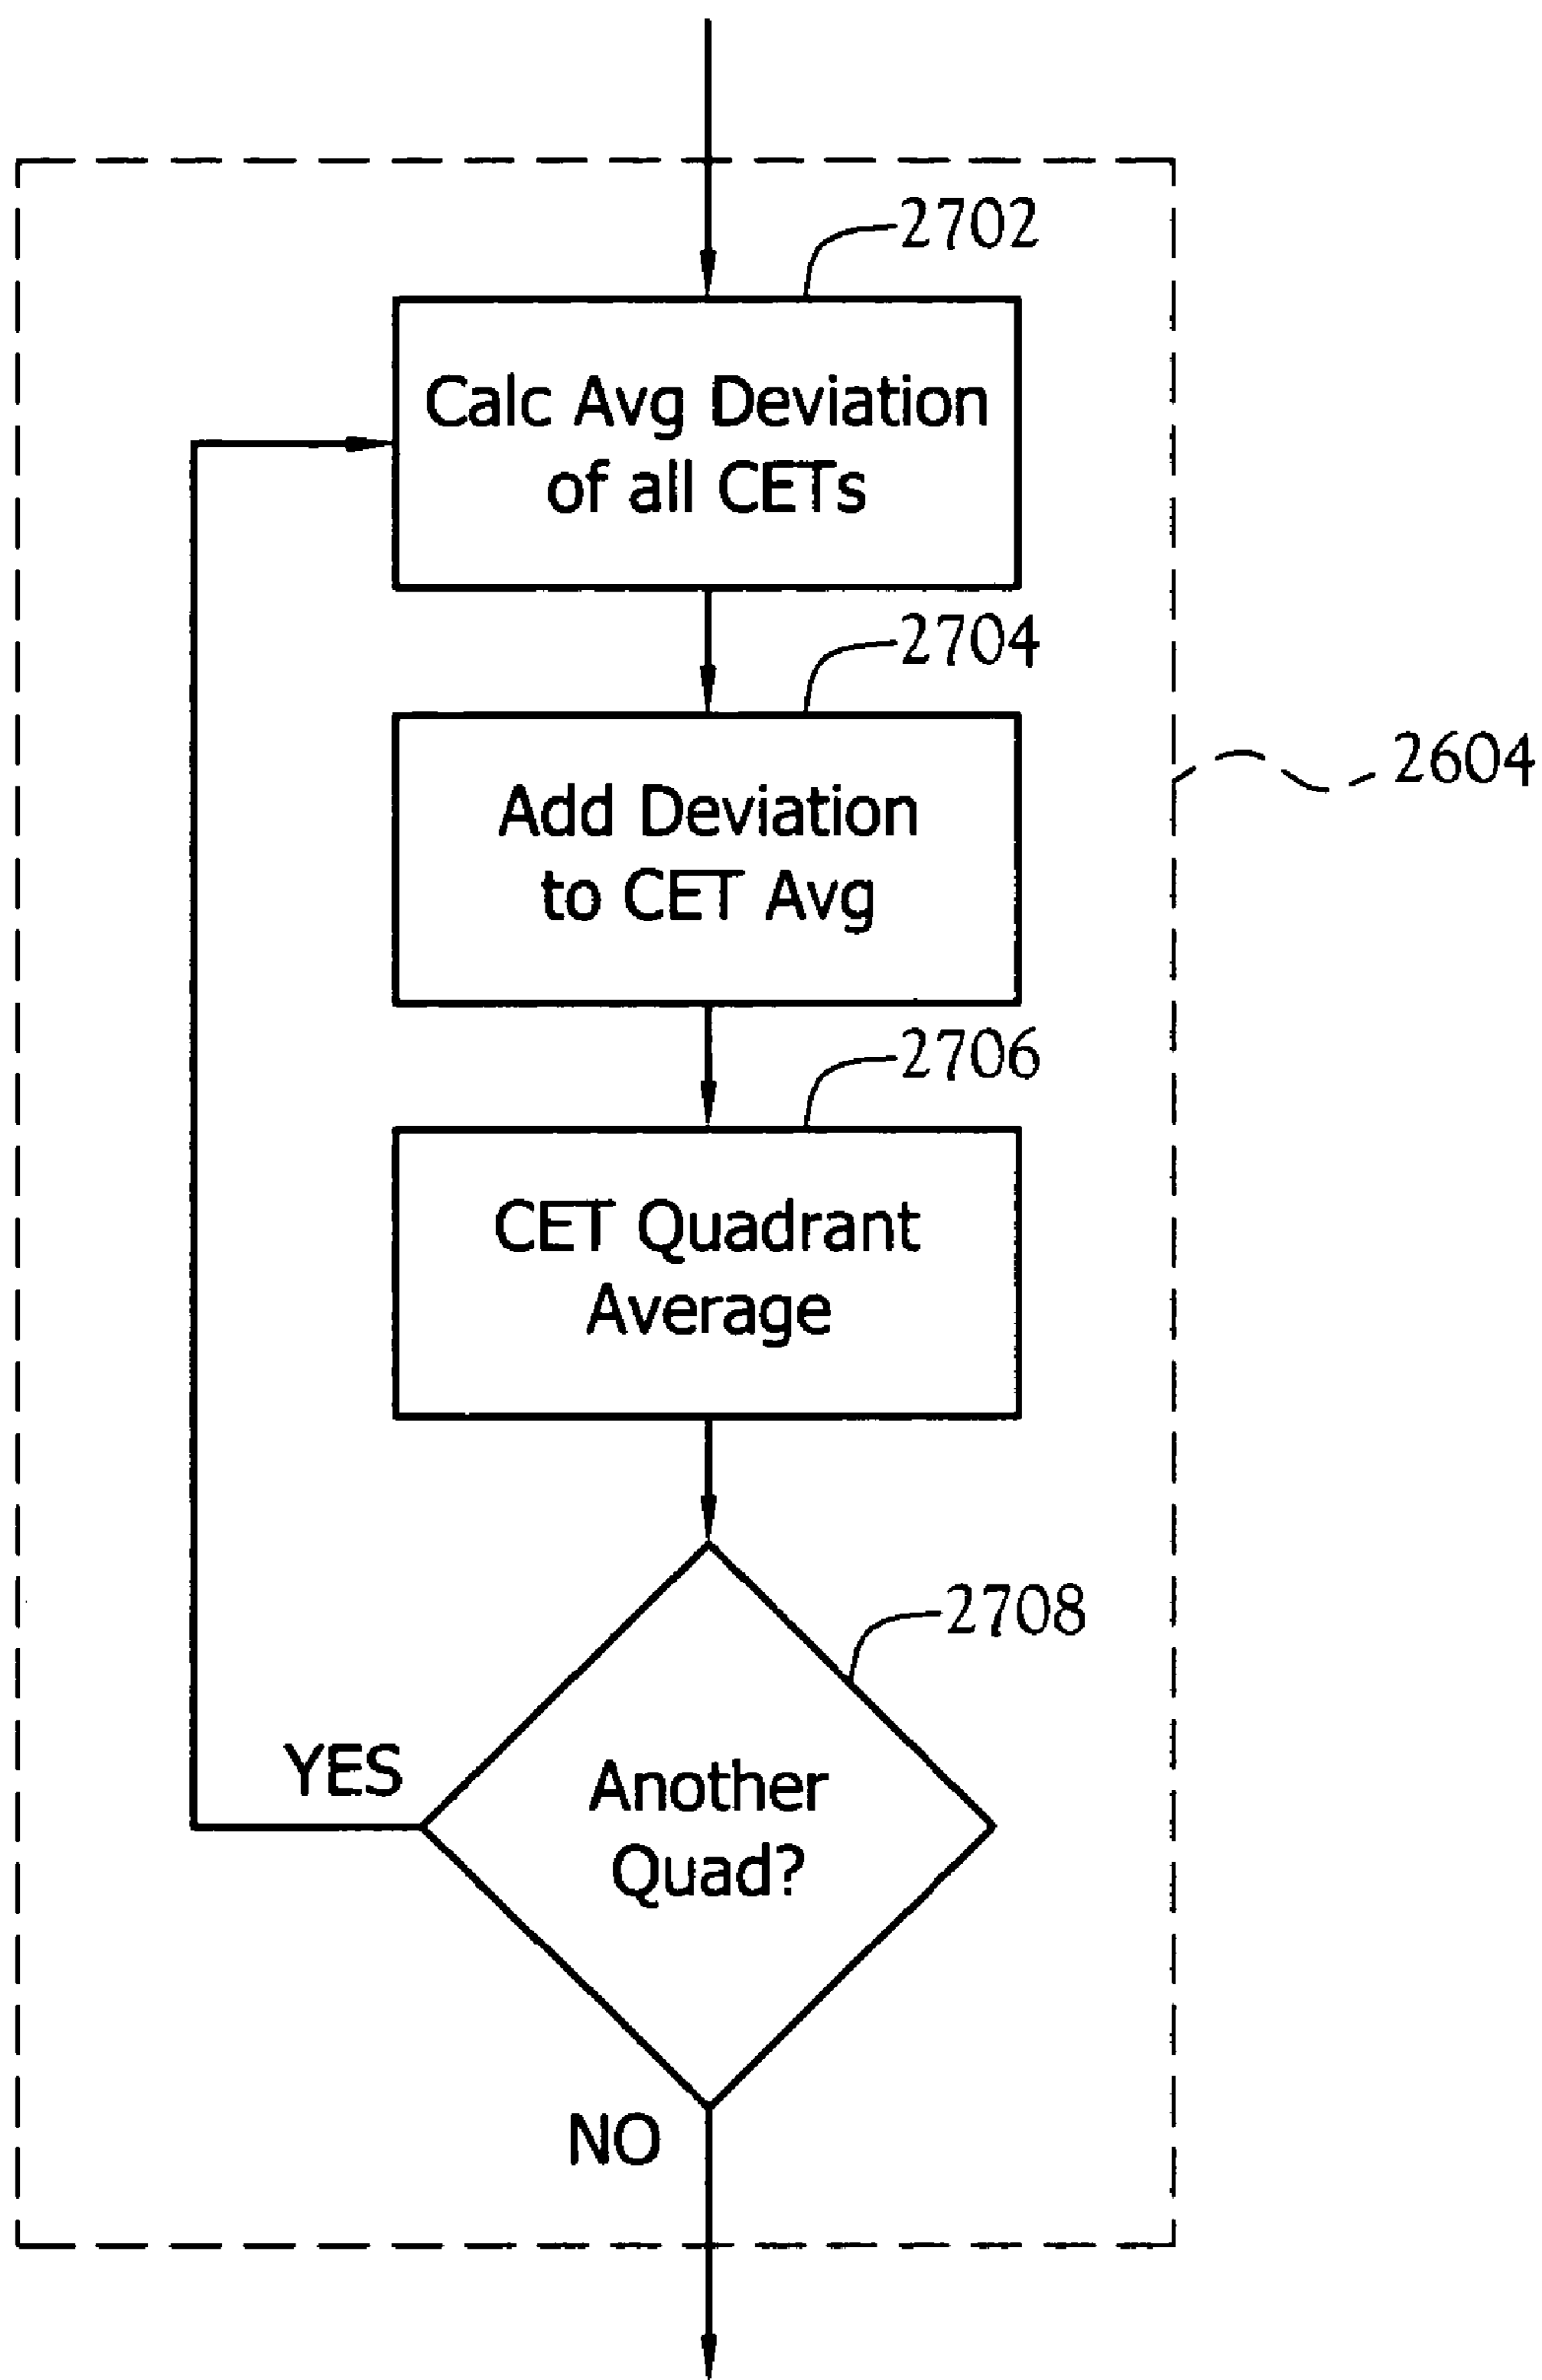 2702
Calc Avg Deviation
of all CETs
2704
Add Deviation
to CET Avg
2604
2706
CET Quadrant
Average
2708
YES
Another
Quad?
NO